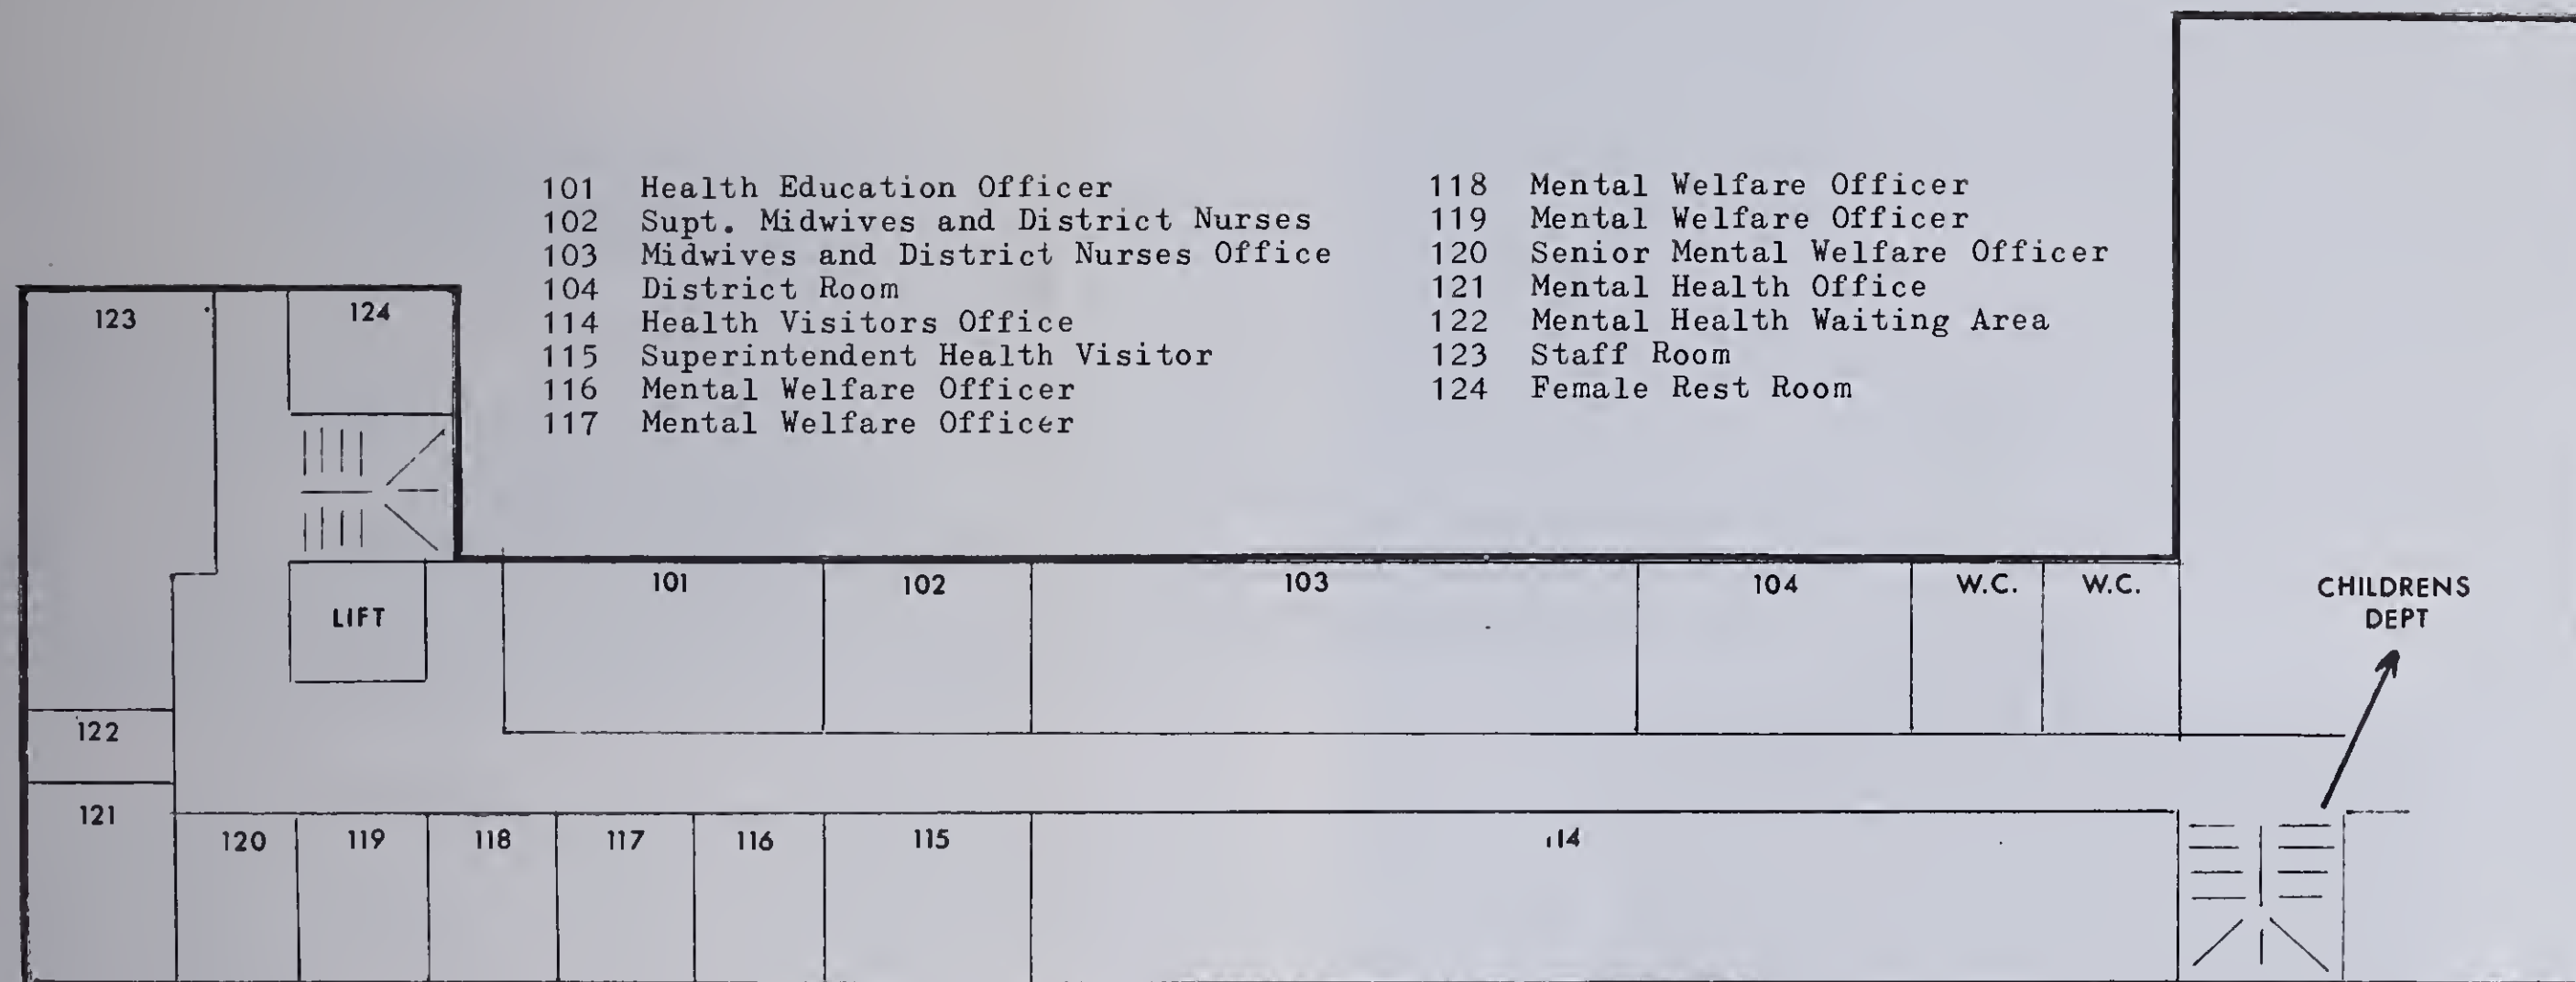 101 Health Education Officer
102 Supt. Midwives and District Nurses
103 Midwives and District Nurses Office
104 District Room
114 Health Visitors Office
115 Superintendent Health Visitor
116 Mental Welfare Officer
117 Mental Welfare Officer
118 Mental Welfare Officer
119 Mental Welfare Officer
120 Senior Mental Welfare Officer
121 Mental Health Office
122 Mental Health Waiting Area
123 Staff Room
124 Female Rest Room
123
124
LIFT
101
102
103
104
W.C.
W.C.
CHILDRENS
DEPT
122
121
120
119
118
117
116
115
114